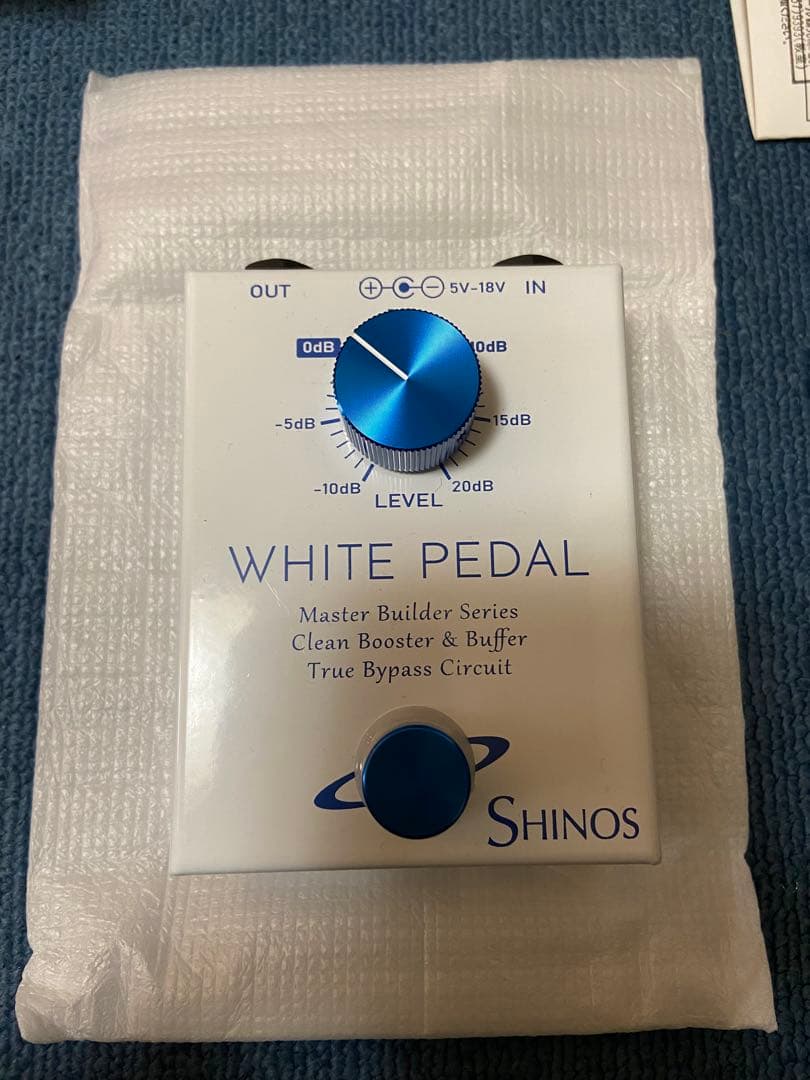 OUT 5V-18V IN
0dB 10dB
-5dB 15dB
-10dB 20dB
LEVEL
WHITE PEDAL
Master Builder Series
Clean Booster & Buffer
True Bypass Circuit
SHINOS